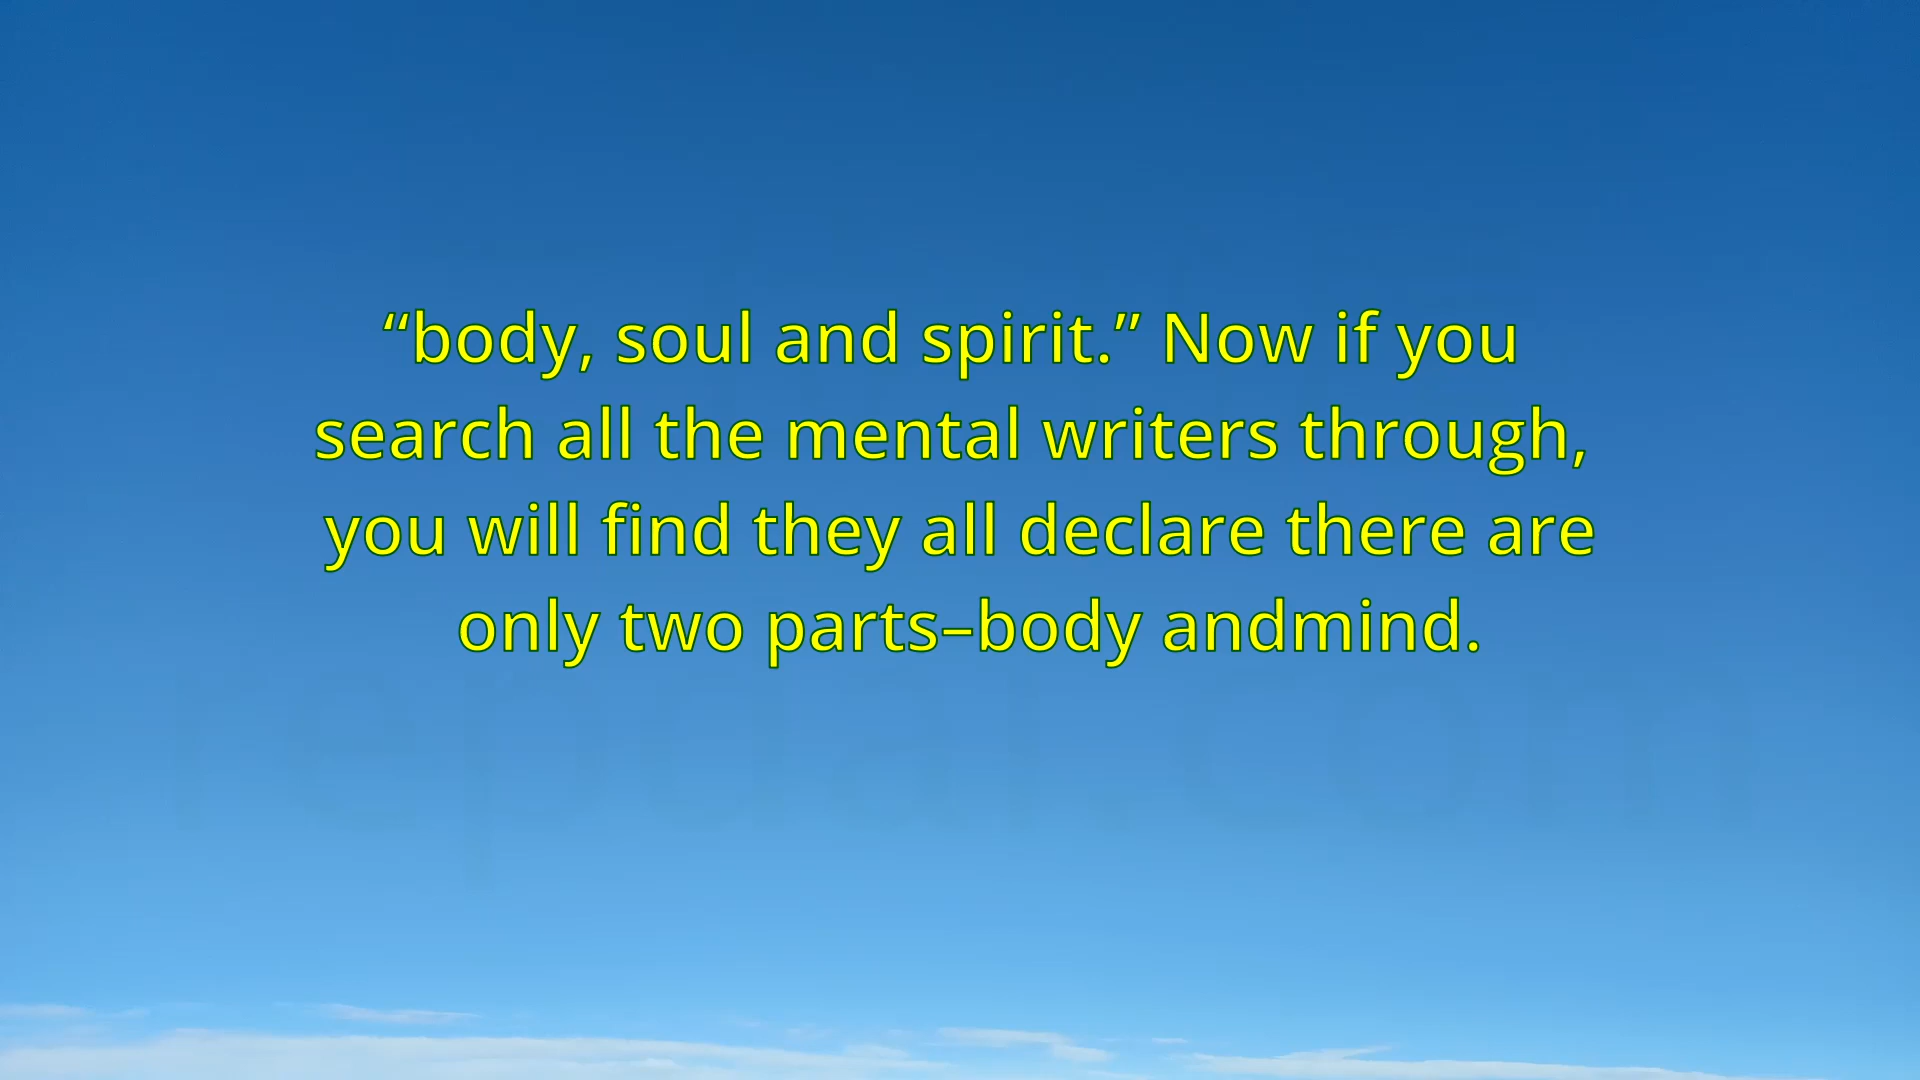 “body, soul and spirit.” Now if you
search all the mental writers through,
you will find they all declare there are
only two parts–body andmind.